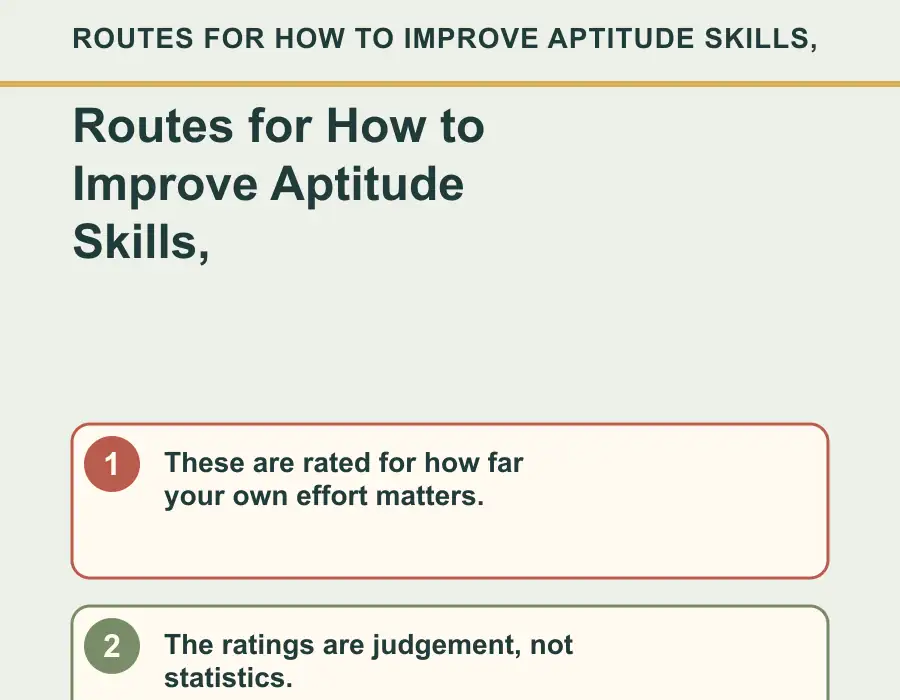 ROUTES FOR HOW TO IMPROVE APTITUDE SKILLS,
Routes for How to
Improve Aptitude
Skills,
1
These are rated for how far
your own effort matters.
2
The ratings are judgement, not
statistics.